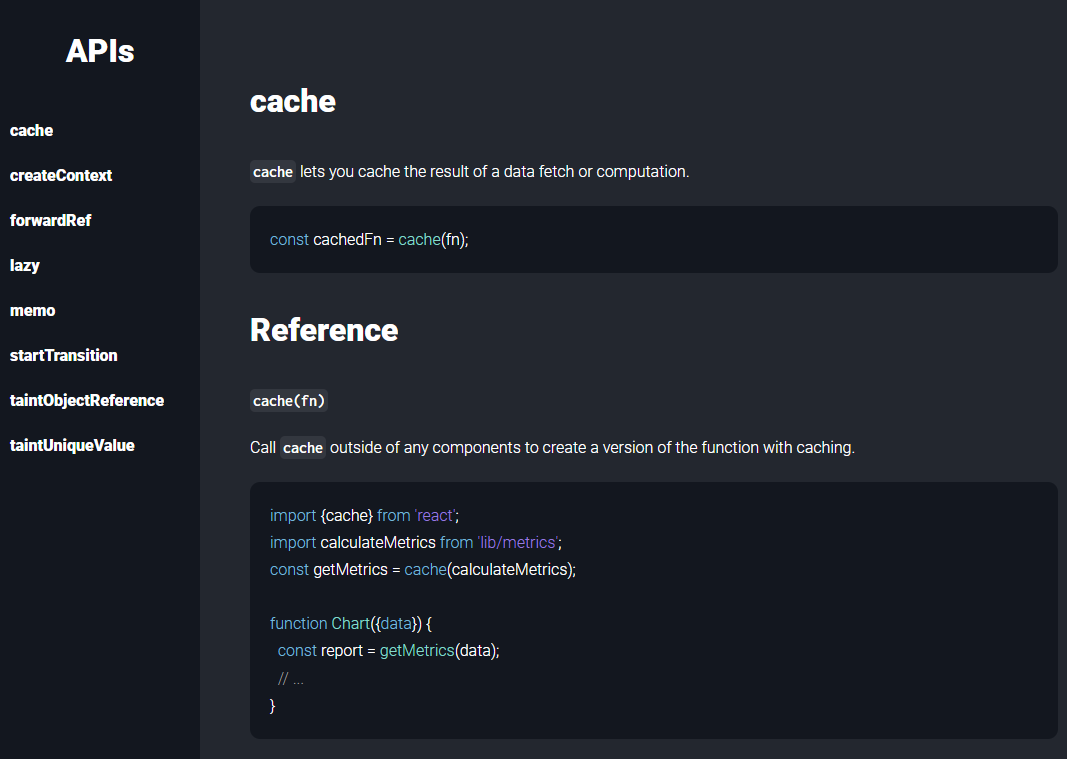 APIs
cache
createContext
forwardRef
lazy
memo
startTransition
taintObjectReference
taintUniqueValue
cache
cache lets you cache the result of a data fetch or computation.
const cachedFn = cache(fn);
Reference
cache(fn)
Call cache outside of any components to create a version of the function with caching.
import {cache} from 'react';
import calculateMetrics from 'lib/metrics';
const getMetrics = cache(calculateMetrics);
function Chart({data}) {
const report = getMetrics(data);
// ...
}